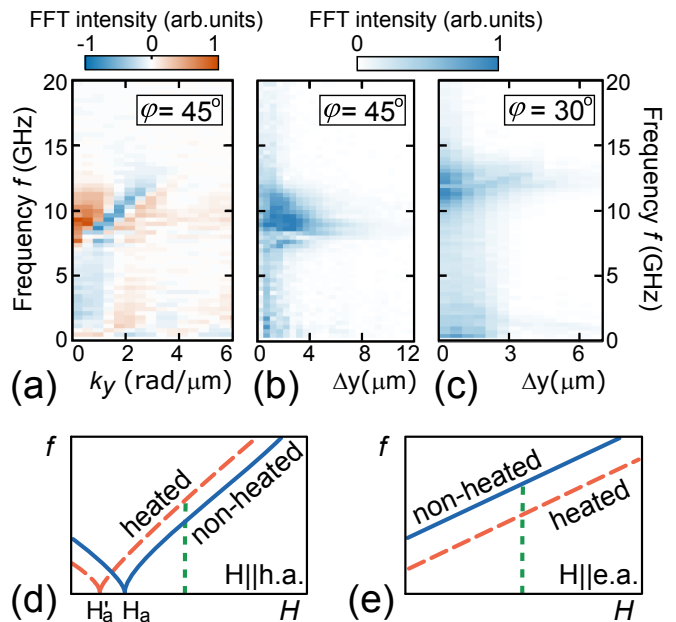 FFT intensity (arb.units) FFT intensity (arb.units)
-1 0 1 0 1
20 20
φ = 45° φ = 45° φ = 30°
15 15
10 10
5 5
0 0
Frequency f (GHz)
Frequency f (GHz)
0 2 4 6 0 4 8 12 0 3 6
(a) k_y (rad/μm) (b) Δy(μm) (c) Δy(μm)
f f
heated
non-heated
non-heated
heated
H||h.a. H||e.a.
(d) H'ₐ Hₐ H (e) H